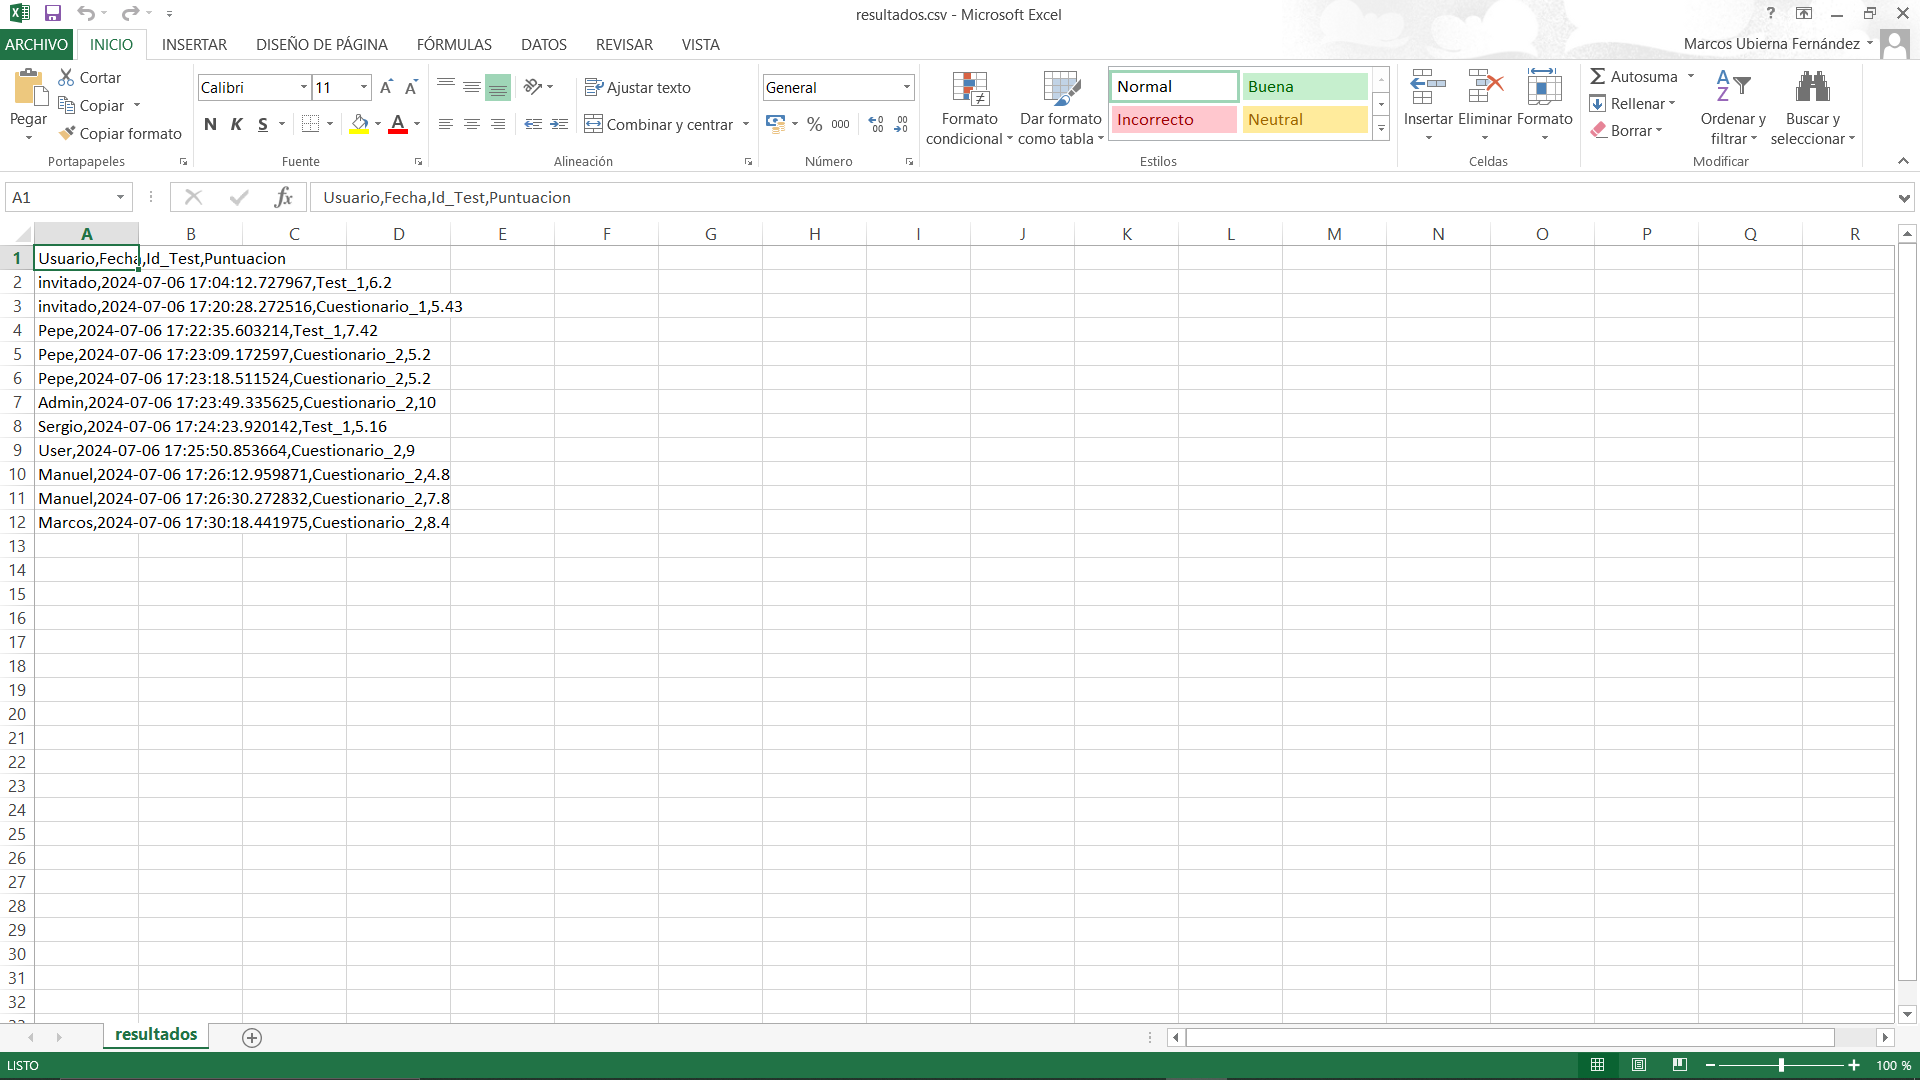 resultados.csv - Microsoft Excel
?
ARCHIVO INICIO INSERTAR DISEÑO DE PÁGINA FÓRMULAS DATOS REVISAR VISTA Marcos Ubierna Fernández
Pegar Cortar
Copiar
Copiar formato
Portapapeles
Calibri 11
N K S
Fuente
Ajustar texto
Combinar y centrar
Alineación
General
% 000
Número
Formato condicional
Dar formato como tabla
Normal Buena
Incorrecto Neutral
Estilos
Insertar Eliminar Formato
Celdas
Autosuma
Rellenar
Borrar
Ordenar y filtrar
Buscar y seleccionar
Modificar
A1 fx Usuario,Fecha,Id_Test,Puntuacion
A B C D E F G H I J K L M N O P Q R
1 Usuario,Fecha,Id_Test,Puntuacion
2 invitado,2024-07-06 17:04:12.727967,Test_1,6.2
3 invitado,2024-07-06 17:20:28.272516,Cuestionario_1,5.43
4 Pepe,2024-07-06 17:22:35.603214,Test_1,7.42
5 Pepe,2024-07-06 17:23:09.172597,Cuestionario_2,5.2
6 Pepe,2024-07-06 17:23:18.511524,Cuestionario_2,5.2
7 Admin,2024-07-06 17:23:49.335625,Cuestionario_2,10
8 Sergio,2024-07-06 17:24:23.920142,Test_1,5.16
9 User,2024-07-06 17:25:50.853664,Cuestionario_2,9
10 Manuel,2024-07-06 17:26:12.959871,Cuestionario_2,4.8
11 Manuel,2024-07-06 17:26:30.272832,Cuestionario_2,7.8
12 Marcos,2024-07-06 17:30:18.441975,Cuestionario_2,8.4
13
14
15
16
17
18
19
20
21
22
23
24
25
26
27
28
29
30
31
32
resultados
LISTO 100 %